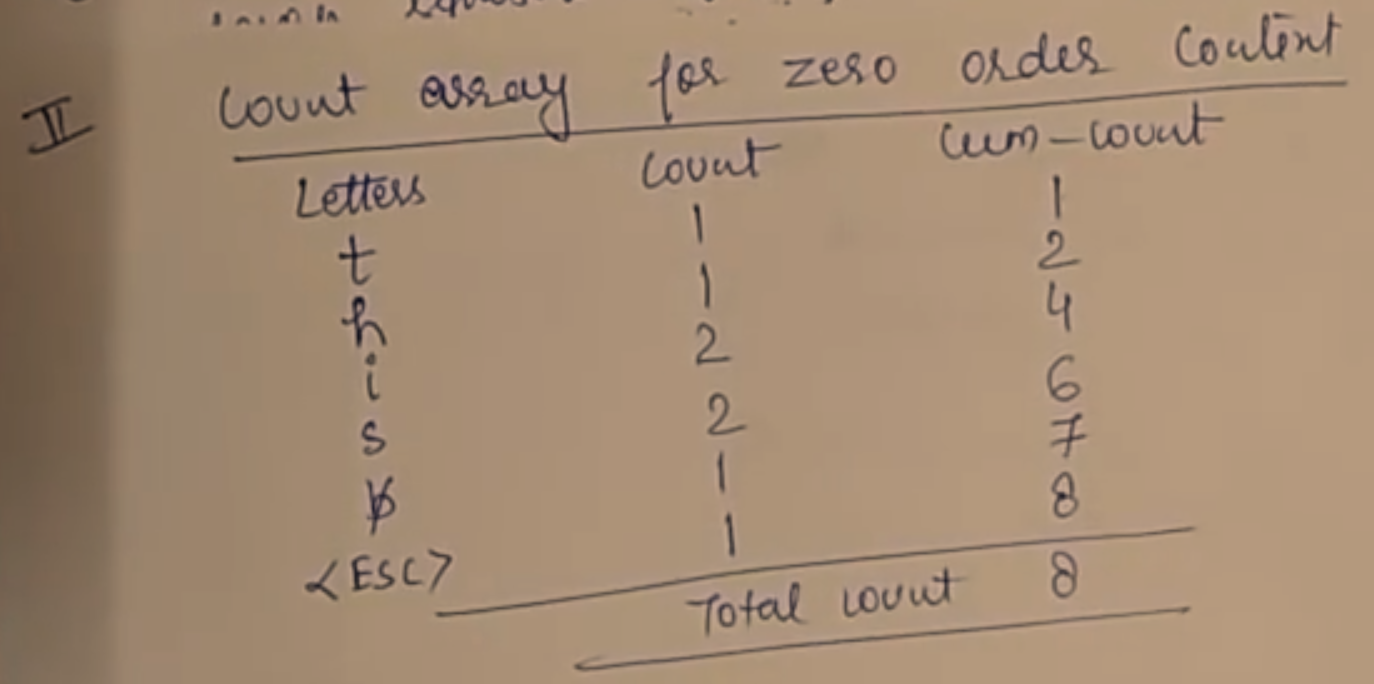 II Count array for zero order Context
Letters Count Cum-count
t 1 1
h 1 2
i 2 4
s 2 6
ɓ 1 7
<ESC> 1 8
Total count 8